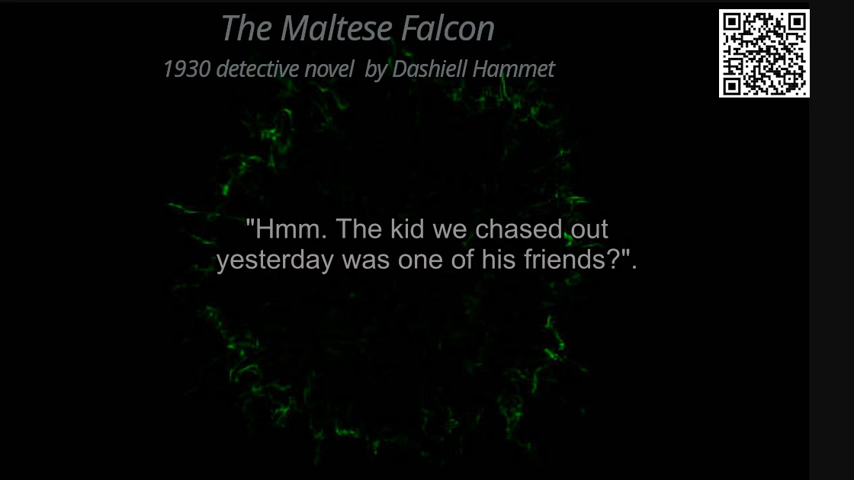 The Maltese Falcon
1930 detective novel by Dashiell Hammet
"Hmm. The kid we chased out
yesterday was one of his friends?".